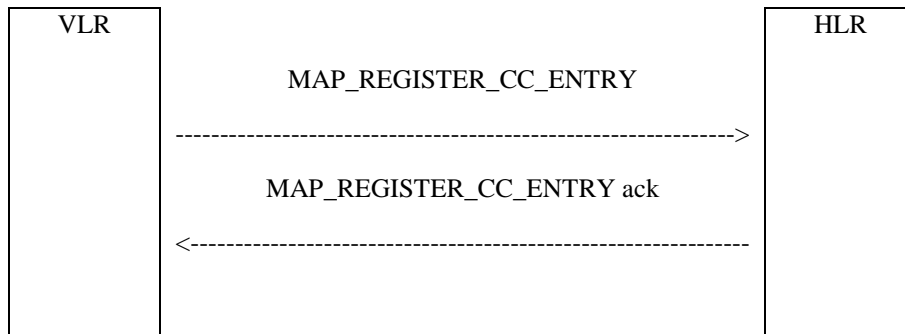 VLR HLR
MAP_REGISTER_CC_ENTRY
--------------------------------------------------------------->
MAP_REGISTER_CC_ENTRY ack
<---------------------------------------------------------------